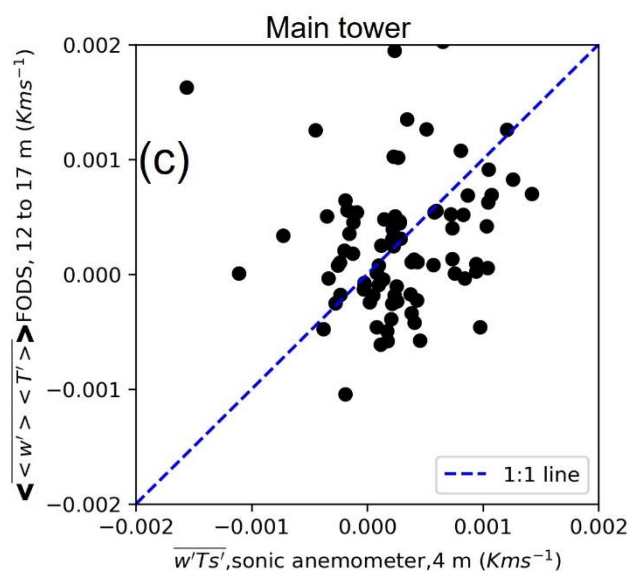 Main tower
<<w'> <T'>>FODS, 12 to 17 m (Kms⁻¹)
0.002
0.001
0.000
−0.001
−0.002
(c)
1:1 line
−0.002
−0.001
0.000
0.001
0.002
w'Ts',sonic anemometer,4 m (Kms⁻¹)